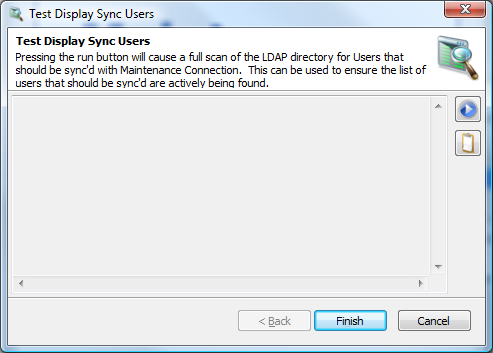 Test Display Sync Users
Test Display Sync Users
Pressing the run button will cause a full scan of the LDAP directory for Users that
should be sync'd with Maintenance Connection.  This can be used to ensure the list of
users that should be sync'd are actively being found.
< Back
Finish
Cancel